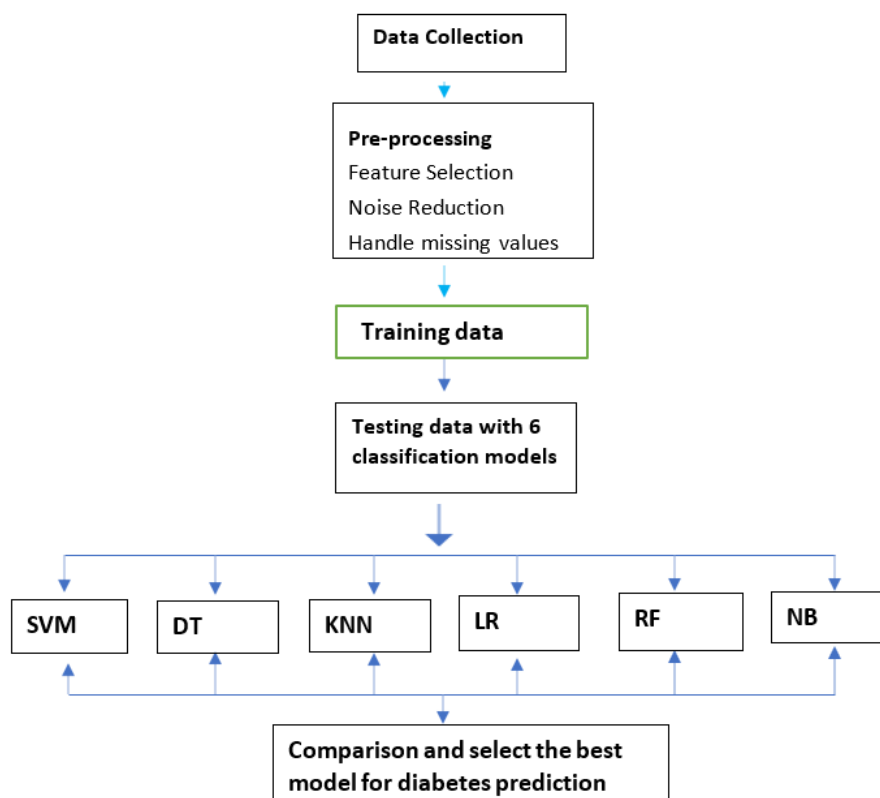 Data Collection
Pre-processing
Feature Selection
Noise Reduction
Handle missing values
Training data
Testing data with 6
classification models
SVM
DT
KNN
LR
RF
NB
Comparison and select the best
model for diabetes prediction